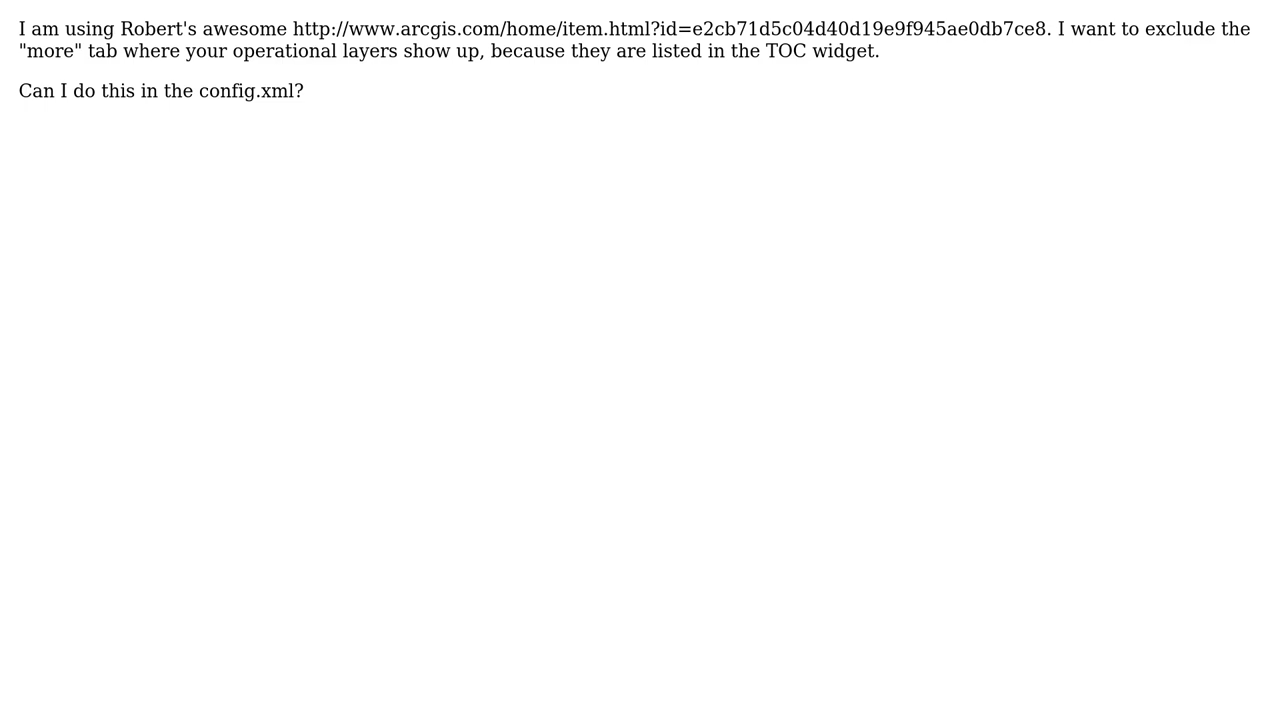 I am using Robert's awesome http://www.arcgis.com/home/item.html?id=e2cb71d5c04d40d19e9f945ae0db7ce8. I want to exclude the
"more" tab where your operational layers show up, because they are listed in the TOC widget.
Can I do this in the config.xml?